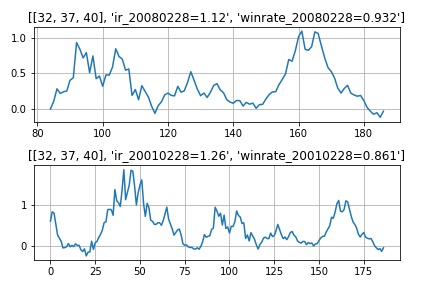 [[32, 37, 40], 'ir_20080228=1.12', 'winrate_20080228=0.932']
1.0
0.5
0.0
80 100 120 140 160 180
[[32, 37, 40], 'ir_20010228=1.26', 'winrate_20010228=0.861']
1
0
0 25 50 75 100 125 150 175